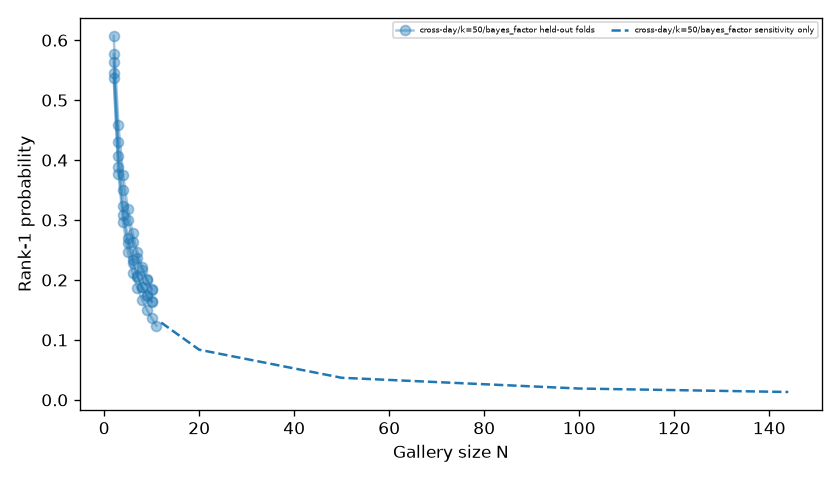 cross-day/k=50/bayes_factor held-out folds cross-day/k=50/bayes_factor sensitivity only
0.6
0.5
0.4
0.3
0.2
0.1
0.0
Rank-1 probability
0 20 40 60 80 100 120 140
Gallery size N